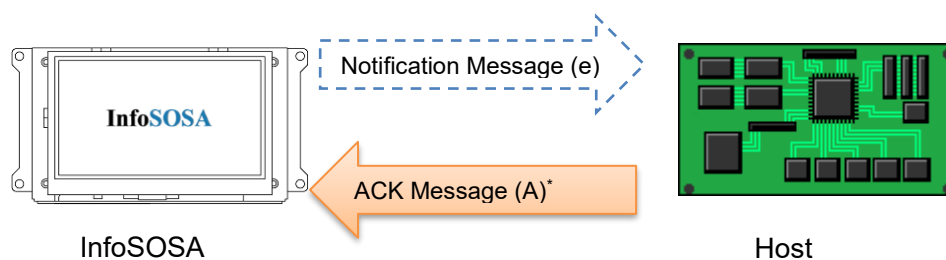 Notification Message (e)
InfoSOSA
ACK Message (A)*
InfoSOSA
Host